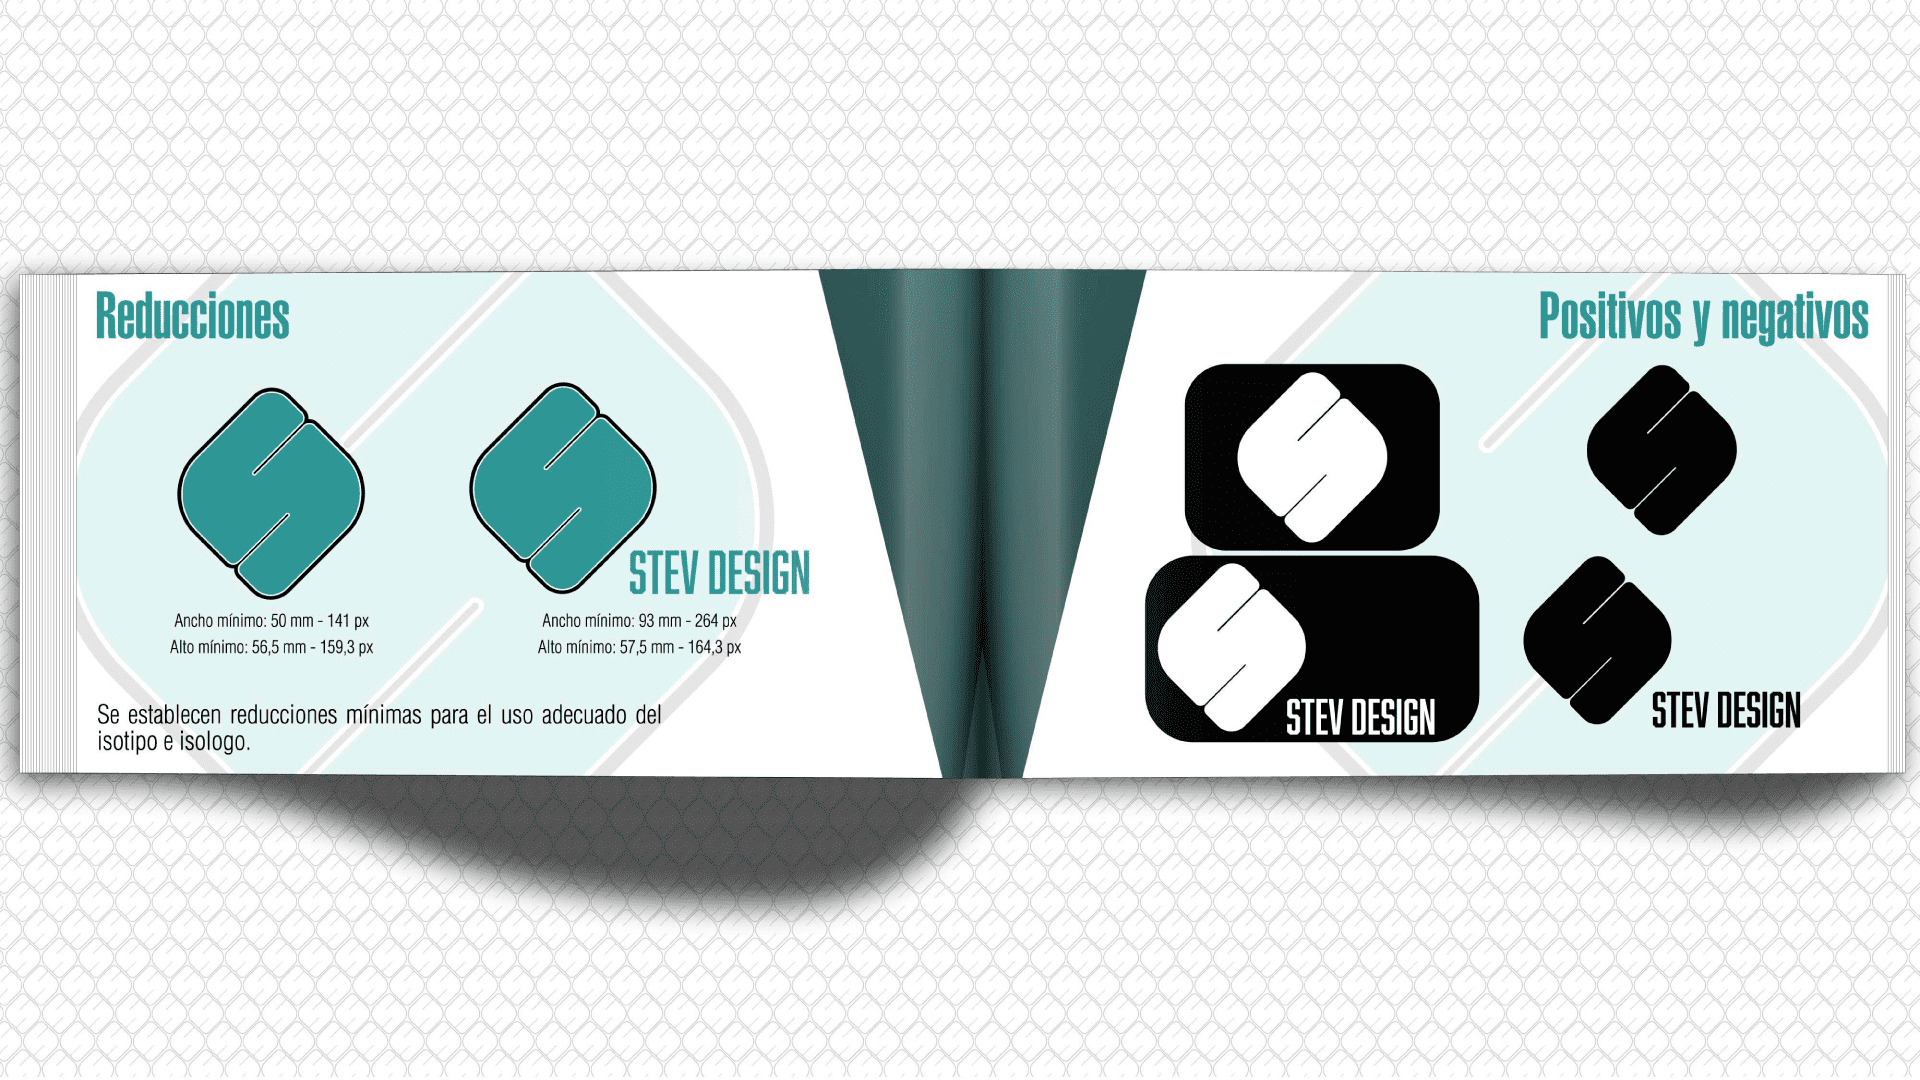 Reducciones
STEV DESIGN
Ancho mínimo: 50 mm - 141 px
Alto mínimo: 56,5 mm - 159,3 px
Ancho mínimo: 93 mm - 264 px
Alto mínimo: 57,5 mm - 164,3 px
Se establecen reducciones mínimas para el uso adecuado del
isotipo e isologo.
Positivos y negativos
STEV DESIGN
STEV DESIGN